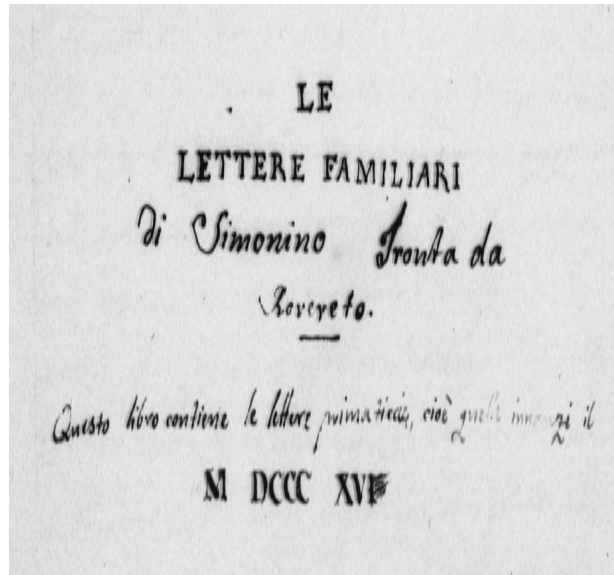 LE
LETTERE FAMILIARI
di Simonino Fronta da
Rovereto.
Questo libro contiene le lettere primaticcie, cioè quelle innanzi il
M DCCC XVI